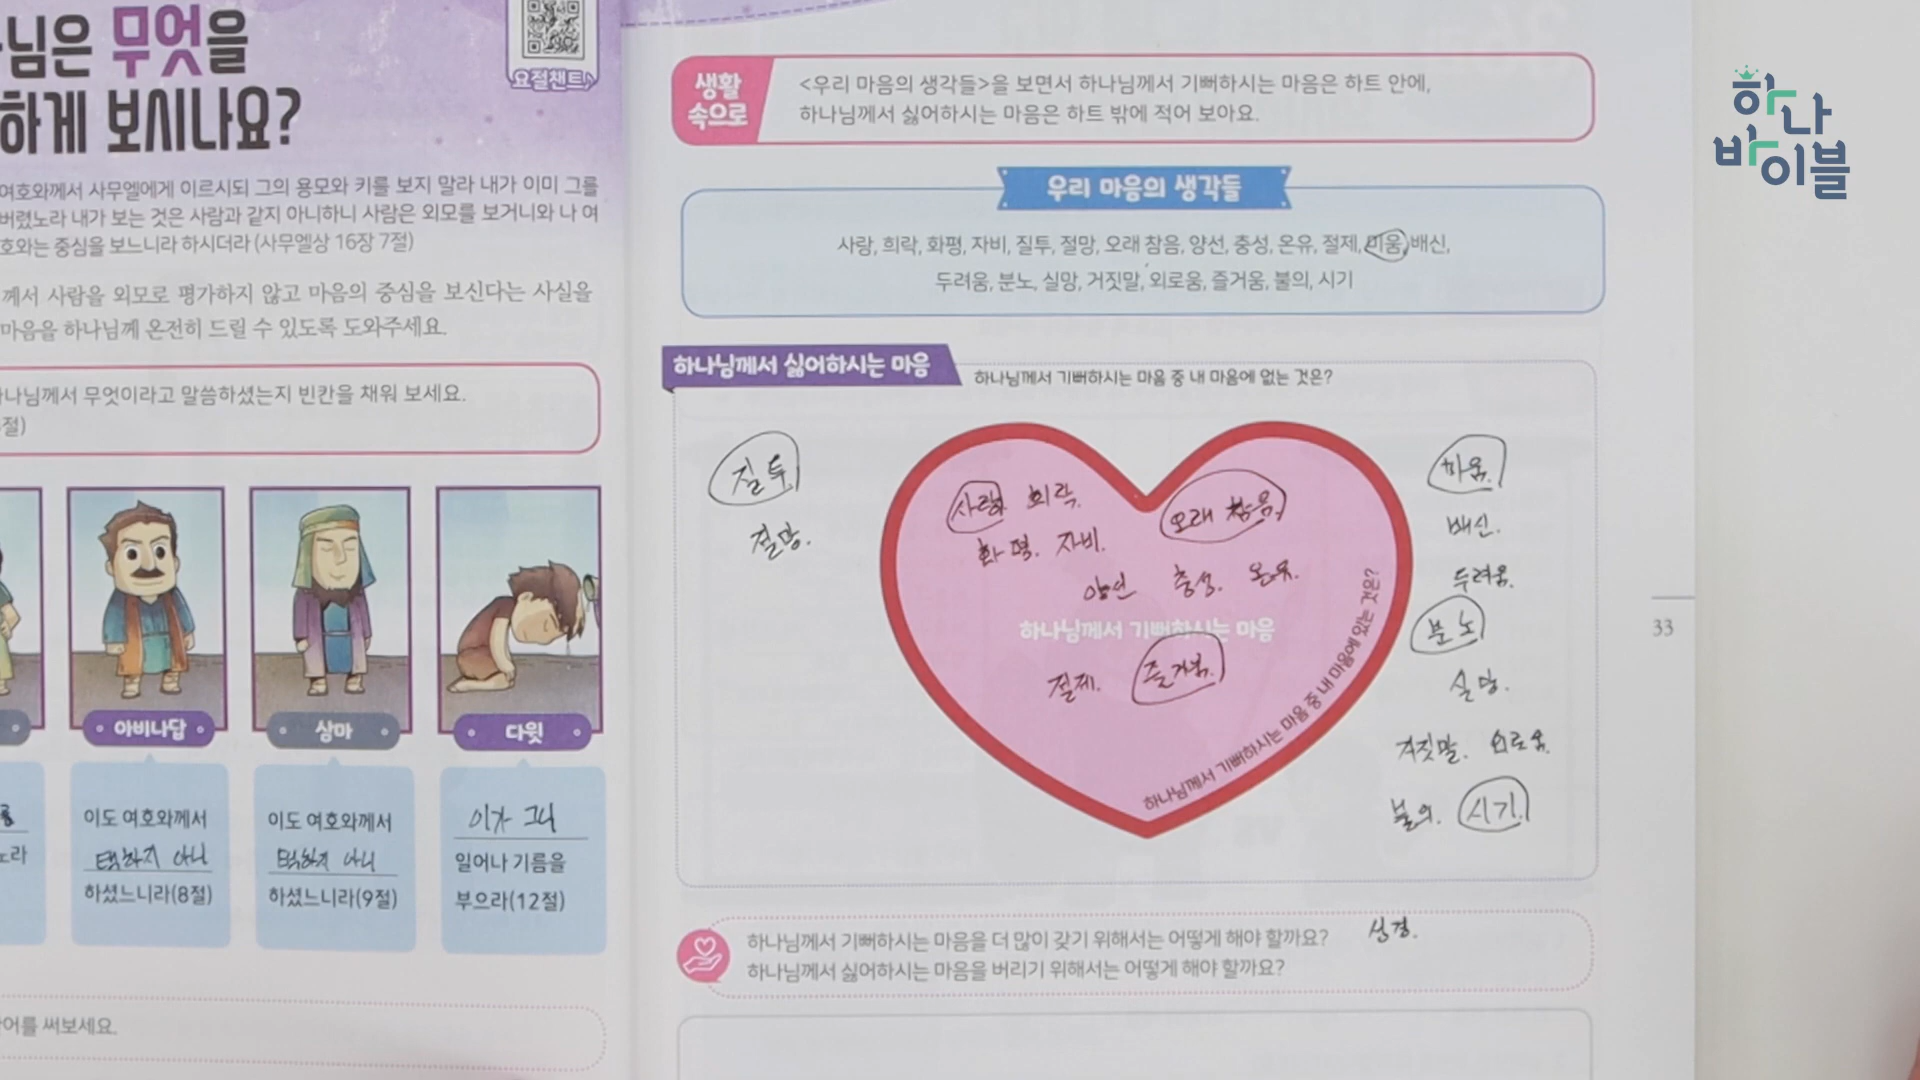 님은 무엇을
하게 보시나요?
요절챈트♪
여호와께서 사무엘에게 이르시되 그의 용모와 키를 보지 말라 내가 이미 그를
버렸노라 내가 보는 것은 사람과 같지 아니하니 사람은 외모를 보거니와 나 여
호와는 중심을 보느니라 하시더라 (사무엘상 16장 7절)
께서 사람을 외모로 평가하지 않고 마음의 중심을 보신다는 사실을
마음을 하나님께 온전히 드릴 수 있도록 도와주세요.
나님께서 무엇이라고 말씀하셨는지 빈칸을 채워 보세요.
절)
아비나답
삼마
다윗
노라
이도 여호와께서
택하지 아니
하셨느니라(8절)
이도 여호와께서
택하지 아니
하셨느니라(9절)
이가 그니
일어나 기름을
부으라(12절)
어를 써보세요.
생활
속으로
<우리 마음의 생각들>을 보면서 하나님께서 기뻐하시는 마음은 하트 안에,
하나님께서 싫어하시는 마음은 하트 밖에 적어 보아요.
우리 마음의 생각들
사랑, 희락, 화평, 자비, 질투, 절망, 오래 참음, 양선, 충성, 온유, 절제, 미움, 배신,
두려움, 분노, 실망, 거짓말, 외로움, 즐거움, 불의, 시기
하나님께서 싫어하시는 마음
하나님께서 기뻐하시는 마음 중 내 마음에 없는 것은?
질투
절망.
사랑. 희락.
오래 참음.
화평. 자비.
양선 충성. 온유.
하나님께서 기뻐하시는 마음
절제. 즐거움.
하나님께서 기뻐하시는 마음 중 내 마음에 있는 것은?
미움.
배신.
두려움.
분노
실망.
거짓말. 외로움.
불의. 시기
33
하나님께서 기뻐하시는 마음을 더 많이 갖기 위해서는 어떻게 해야 할까요?
성경.
하나님께서 싫어하시는 마음을 버리기 위해서는 어떻게 해야 할까요?
하나
바이블